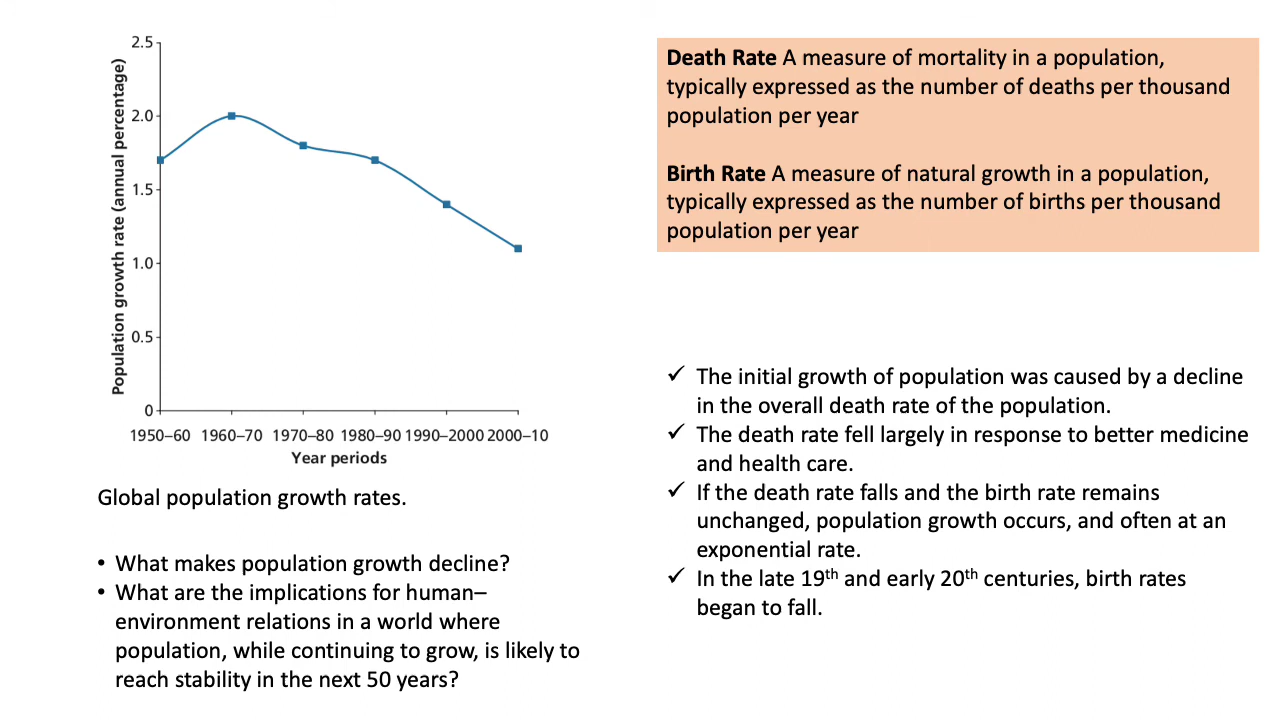 2.5
2.0
1.5
1.0
0.5
0
Population growth rate (annual percentage)
1950–60 1960–70 1970–80 1980–90 1990–2000 2000–10
Year periods
Global population growth rates.
• What makes population growth decline?
• What are the implications for human–
environment relations in a world where
population, while continuing to grow, is likely to
reach stability in the next 50 years?
Death Rate A measure of mortality in a population,
typically expressed as the number of deaths per thousand
population per year
Birth Rate A measure of natural growth in a population,
typically expressed as the number of births per thousand
population per year
✓ The initial growth of population was caused by a decline
in the overall death rate of the population.
✓ The death rate fell largely in response to better medicine
and health care.
✓ If the death rate falls and the birth rate remains
unchanged, population growth occurs, and often at an
exponential rate.
✓ In the late 19th and early 20th centuries, birth rates
began to fall.